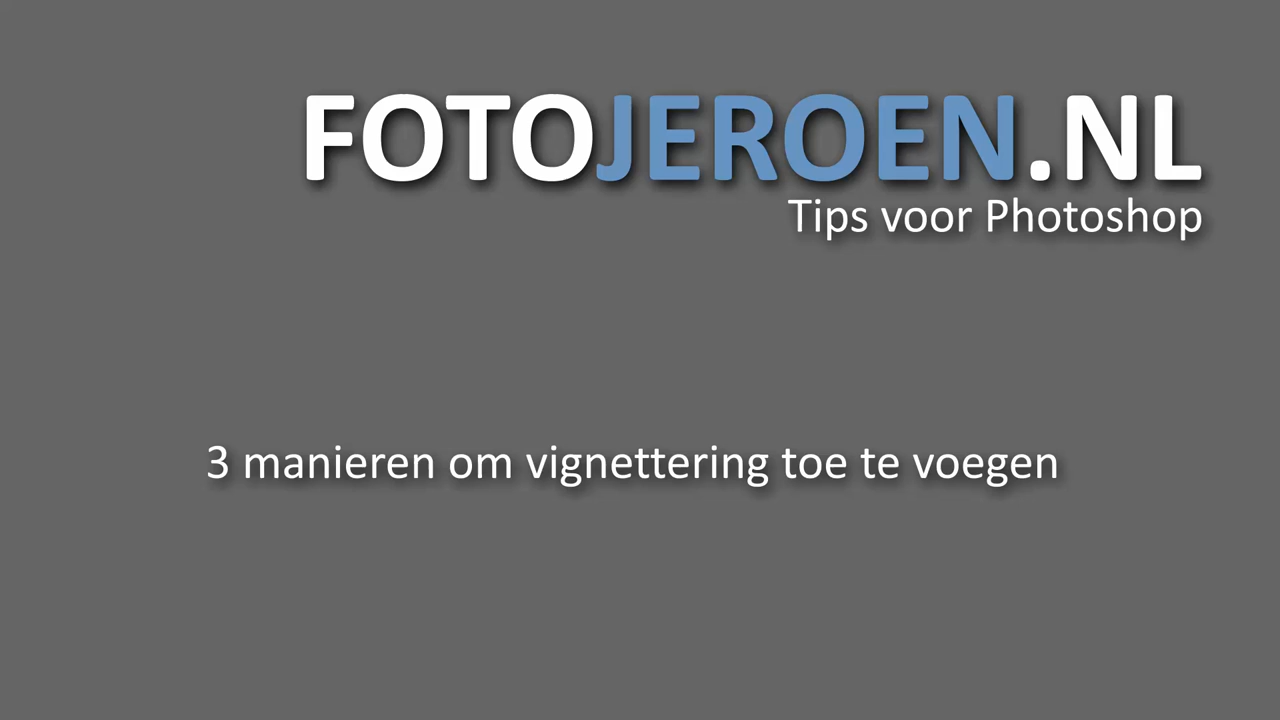 FOTOJEROEN.NL
Tips voor Photoshop
3 manieren om vignettering toe te voegen